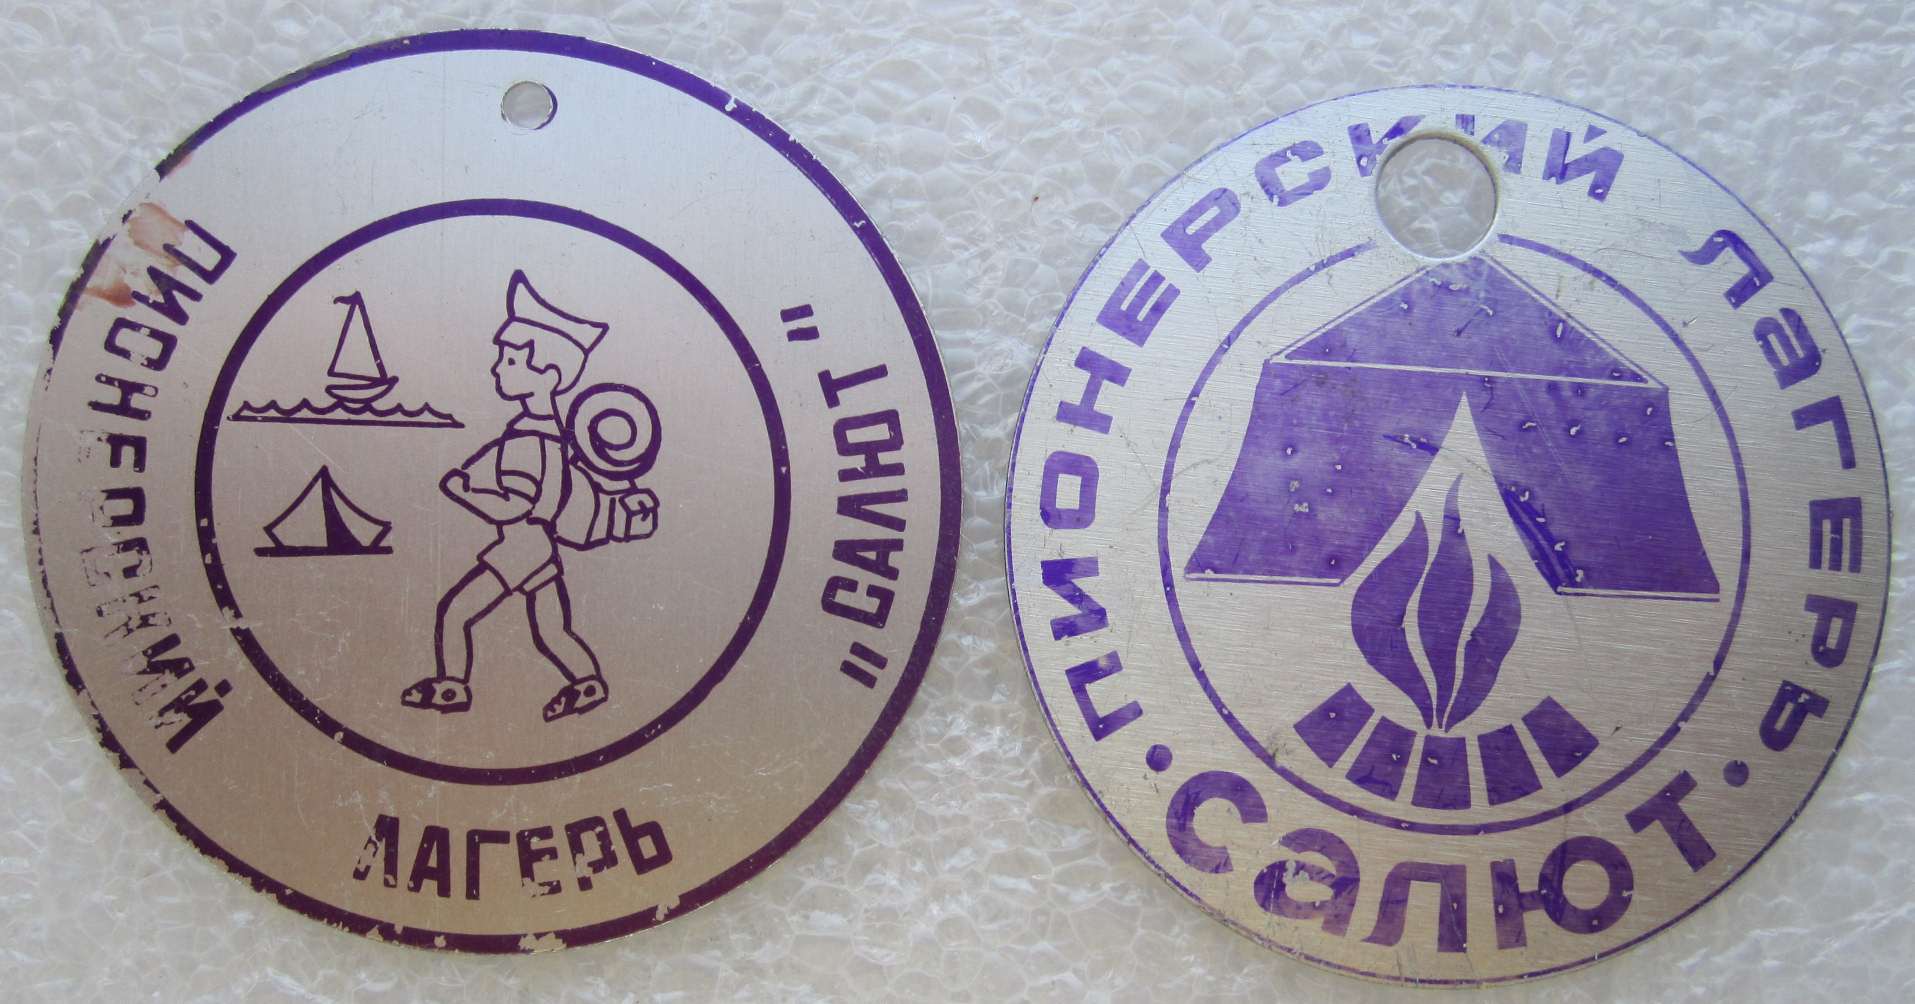 ПИОНЕРСКИЙ
ЛАГЕРЬ
„САЛЮТ"
ПИОНЕРСКИЙ ЛАГЕРЬ
• САЛЮТ •